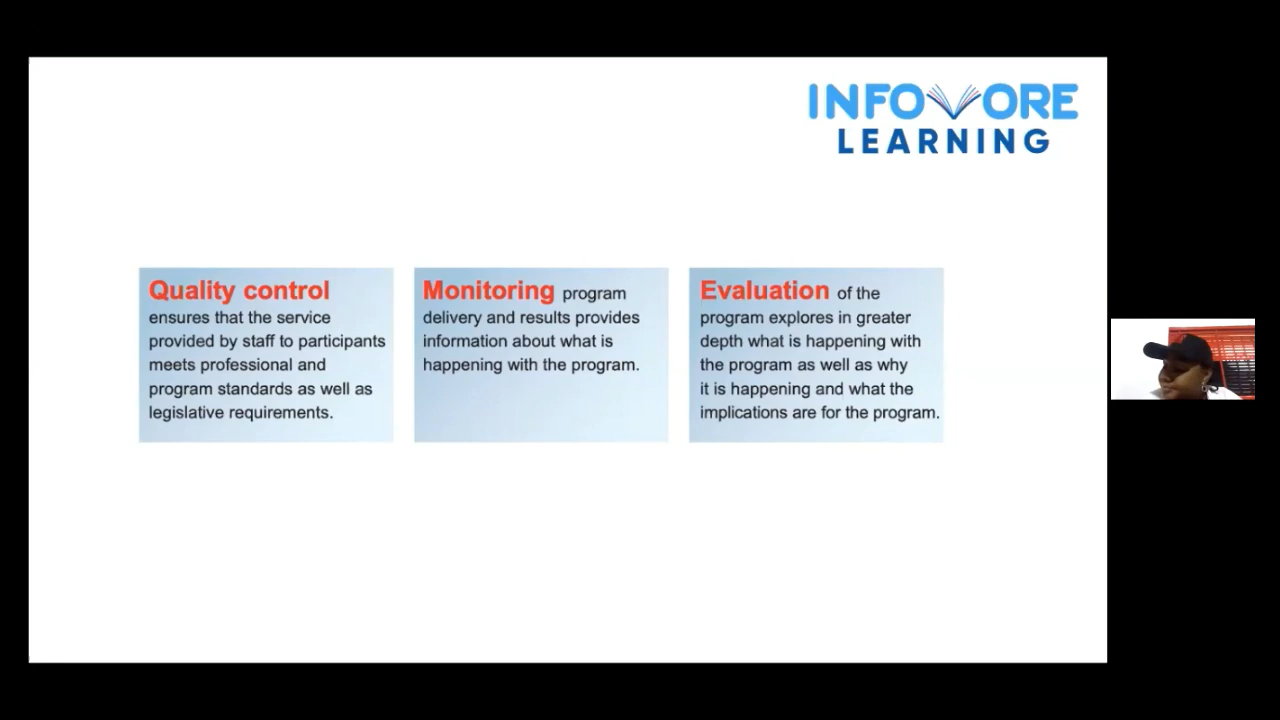 INFOVORE
LEARNING
Quality control
ensures that the service
provided by staff to participants
meets professional and
program standards as well as
legislative requirements.
Monitoring program
delivery and results provides
information about what is
happening with the program.
Evaluation of the
program explores in greater
depth what is happening with
the program as well as why
it is happening and what the
implications are for the program.